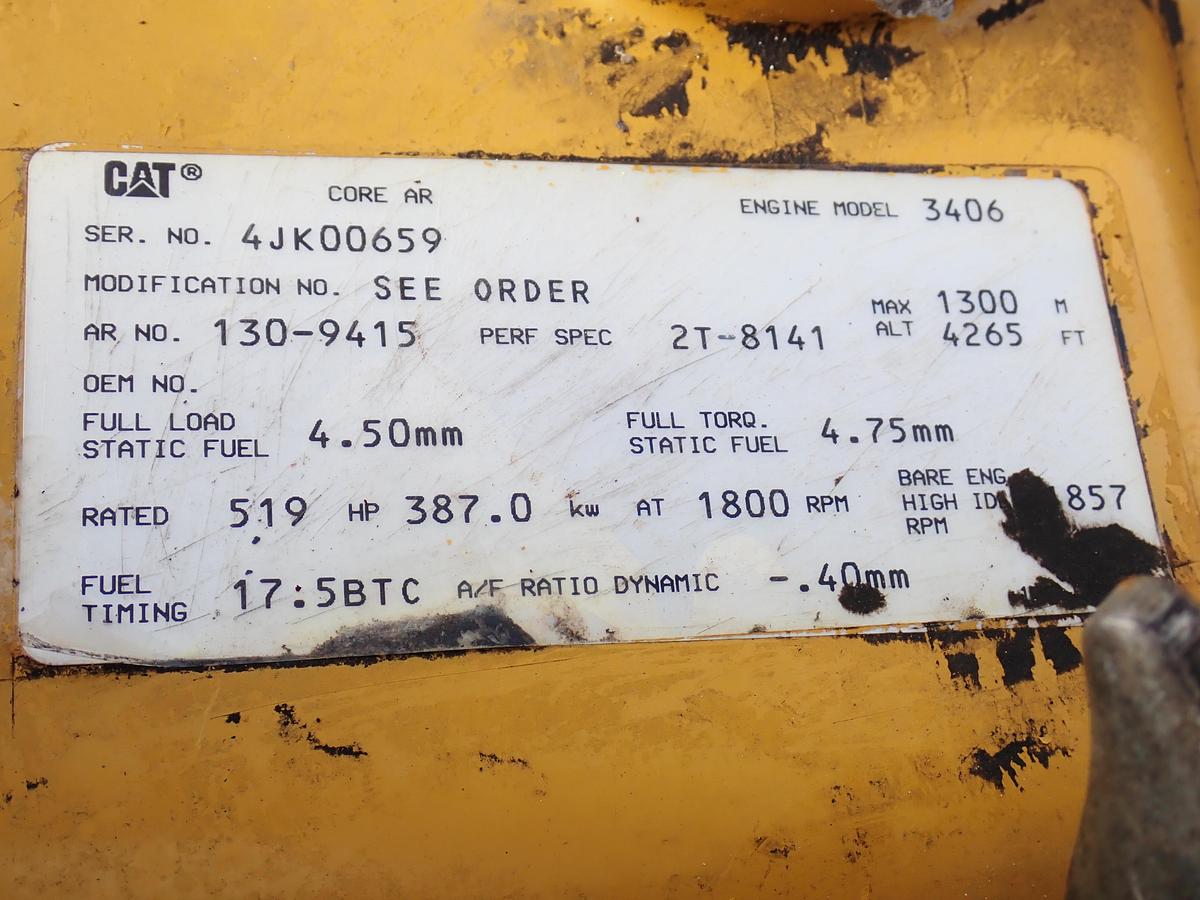 CAT® CORE AR ENGINE MODEL 3406
SER. NO. 4JK00659
MODIFICATION NO. SEE ORDER
MAX ALT 1300 M 4265 FT
AR NO. 130-9415 PERF SPEC 2T-8141
OEM NO.
FULL LOAD STATIC FUEL 4.50mm FULL TORQ. STATIC FUEL 4.75mm
RATED 519 HP 387.0 kw AT 1800 RPM BARE ENG HIGH RPM
FUEL TIMING 17.5BTC A/F RATIO DYNAMIC -.40mm